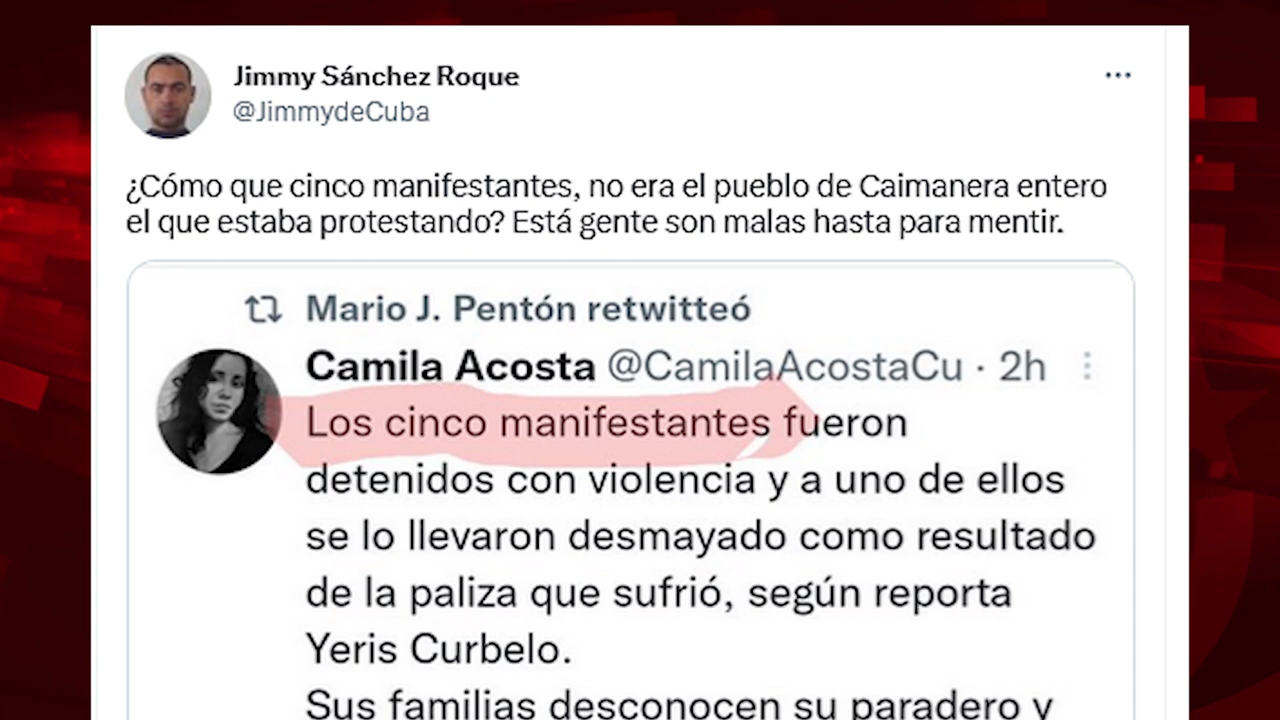 Jimmy Sánchez Roque
@JimmydeCuba
¿Cómo que cinco manifestantes, no era el pueblo de Caimanera entero
el que estaba protestando? Está gente son malas hasta para mentir.
Mario J. Pentón retwitteó
Camila Acosta @CamilaAcostaCu · 2h
Los cinco manifestantes fueron
detenidos con violencia y a uno de ellos
se lo llevaron desmayado como resultado
de la paliza que sufrió, según reporta
Yeris Curbelo.
Sus familias desconocen su paradero y